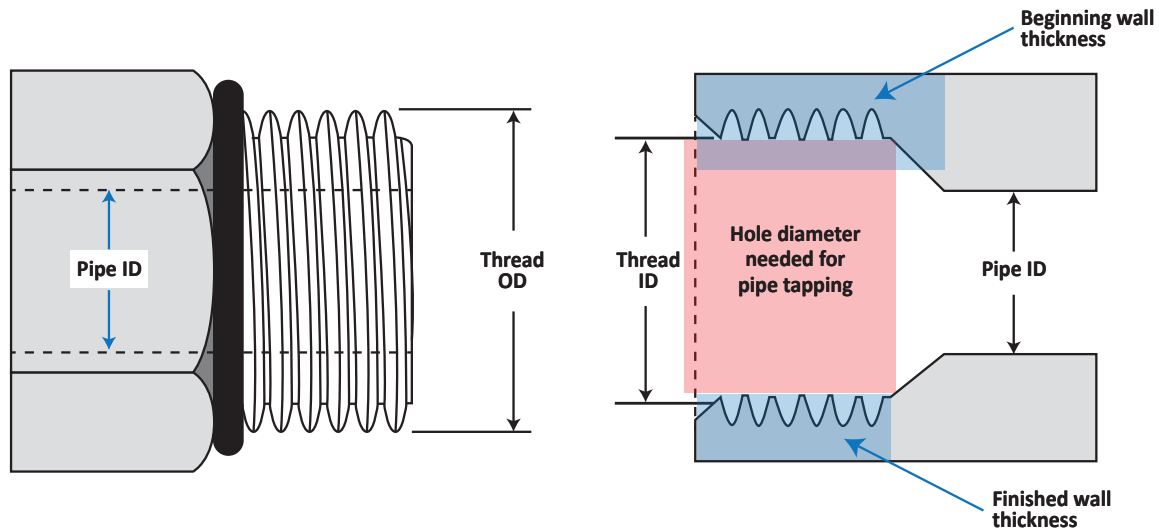 Beginning wall
thickness
Pipe ID
Thread
OD
Thread
ID
Hole diameter
needed for
pipe tapping
Pipe ID
Finished wall
thickness